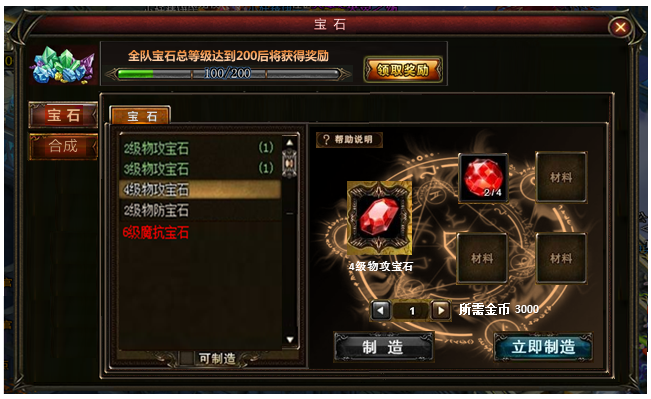 宝 石
全队宝石总等级达到200后将获得奖励
100/200
领取奖励
宝 石
合成
宝 石
2级物攻宝石 (1)
3级物攻宝石 (1)
4级物攻宝石
2级物防宝石
6级魔抗宝石
可制造
? 帮助说明
2/4
材料
4级物攻宝石
材料
材料
1
所需金币 3000
制 造
立即制造